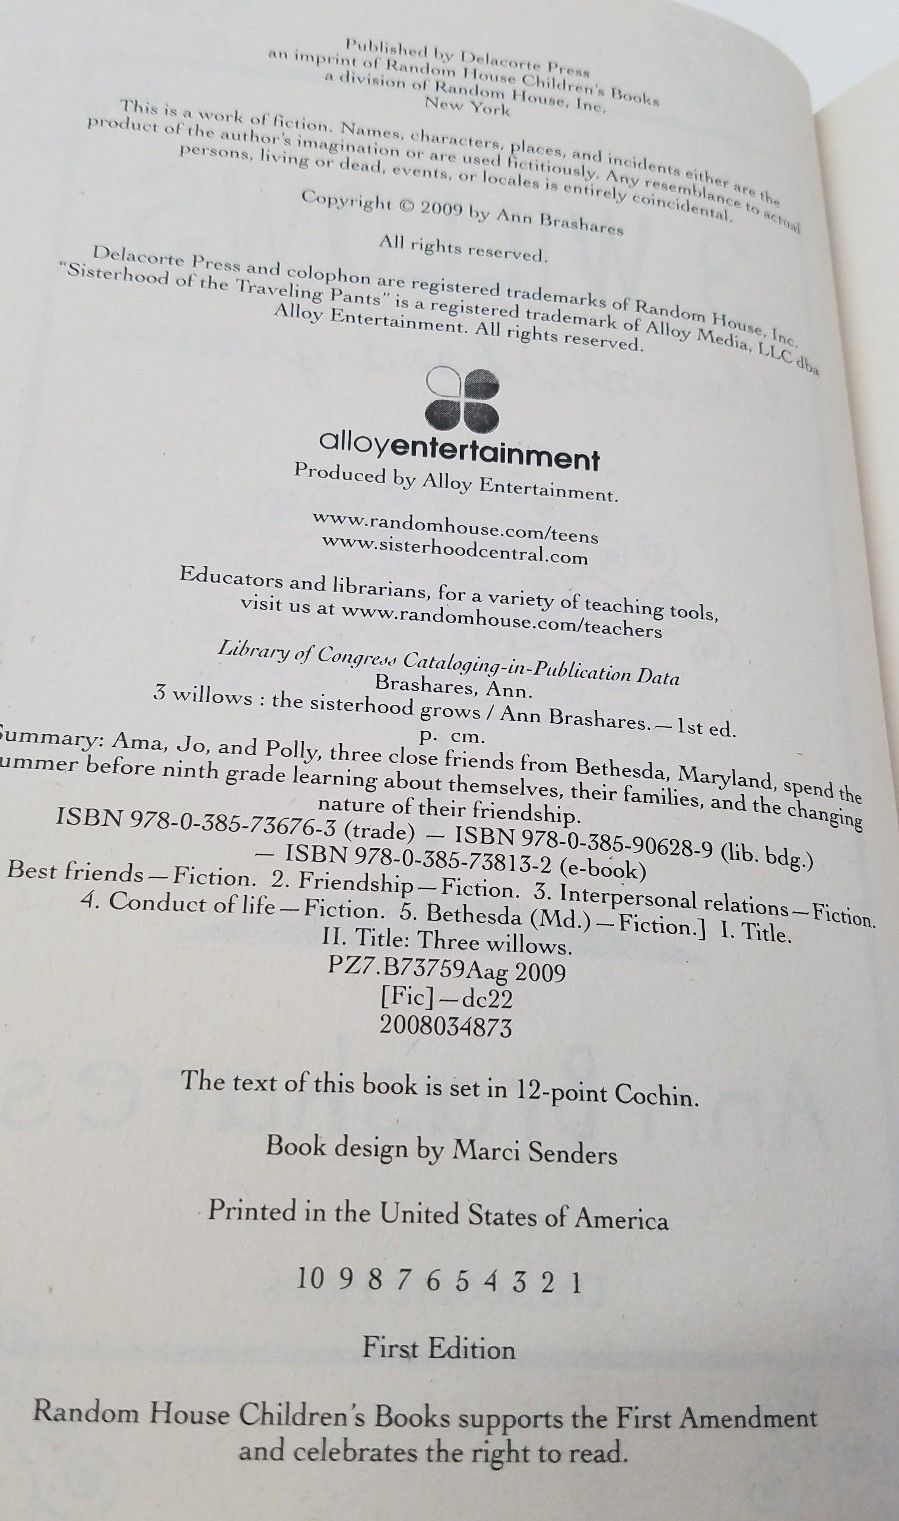 Published by Delacorte Press
an imprint of Random House Children's Books
a division of Random House, Inc.
New York
This is a work of fiction. Names, characters, places, and incidents either are the
product of the author's imagination or are used fictitiously. Any resemblance to actual
persons, living or dead, events, or locales is entirely coincidental.
Copyright © 2009 by Ann Brashares
All rights reserved.
Delacorte Press and colophon are registered trademarks of Random House, Inc.
"Sisterhood of the Traveling Pants" is a registered trademark of Alloy Media, LLC dba
Alloy Entertainment. All rights reserved.
alloyentertainment
Produced by Alloy Entertainment.
www.randomhouse.com/teens
www.sisterhoodcentral.com
Educators and librarians, for a variety of teaching tools,
visit us at www.randomhouse.com/teachers
Library of Congress Cataloging-in-Publication Data
Brashares, Ann.
3 willows : the sisterhood grows / Ann Brashares. — 1st ed.
p. cm.
Summary: Ama, Jo, and Polly, three close friends from Bethesda, Maryland, spend the
ummer before ninth grade learning about themselves, their families, and the changing
nature of their friendship.
ISBN 978-0-385-73676-3 (trade) — ISBN 978-0-385-90628-9 (lib. bdg.)
— ISBN 978-0-385-73813-2 (e-book)
Best friends—Fiction. 2. Friendship—Fiction. 3. Interpersonal relations—Fiction.
4. Conduct of life—Fiction. 5. Bethesda (Md.)—Fiction.] I. Title.
II. Title: Three willows.
PZ7.B73759Aag 2009
[Fic]—dc22
2008034873
The text of this book is set in 12-point Cochin.
Book design by Marci Senders
Printed in the United States of America
10 9 8 7 6 5 4 3 2 1
First Edition
Random House Children's Books supports the First Amendment
and celebrates the right to read.